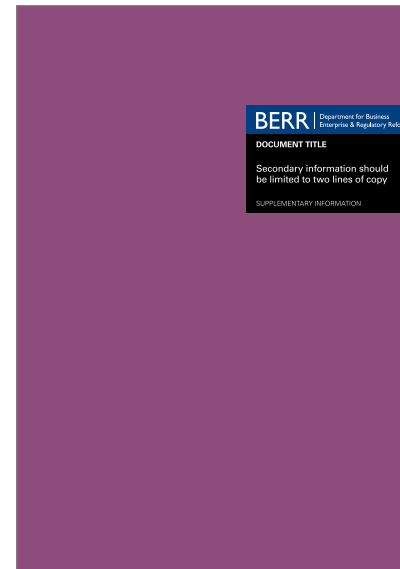 BERR
Department for Business
Enterprise & Regulatory Refo
DOCUMENT TITLE
Secondary information should
be limited to two lines of copy
SUPPLEMENTARY INFORMATION